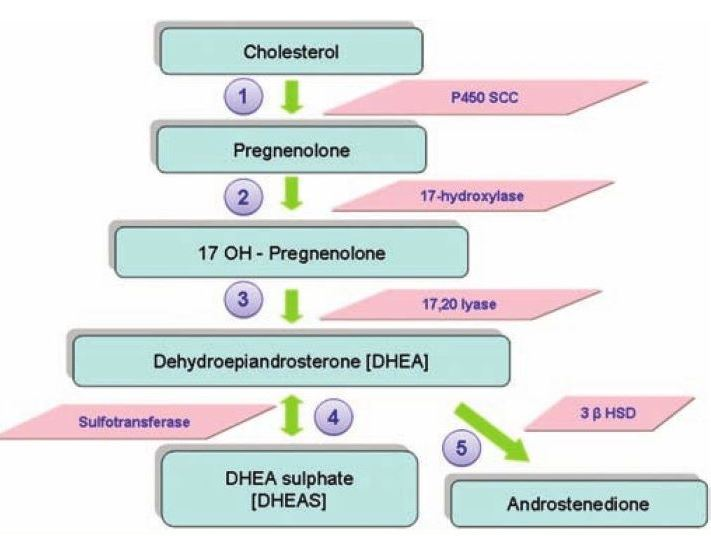 Cholesterol
1
P450 SCC
Pregnenolone
2
17-hydroxylase
17 OH - Pregnenolone
3
17,20 lyase
Dehydroepiandrosterone [DHEA]
Sulfotransferase
4
3 β HSD
5
DHEA sulphate
[DHEAS]
Androstenedione